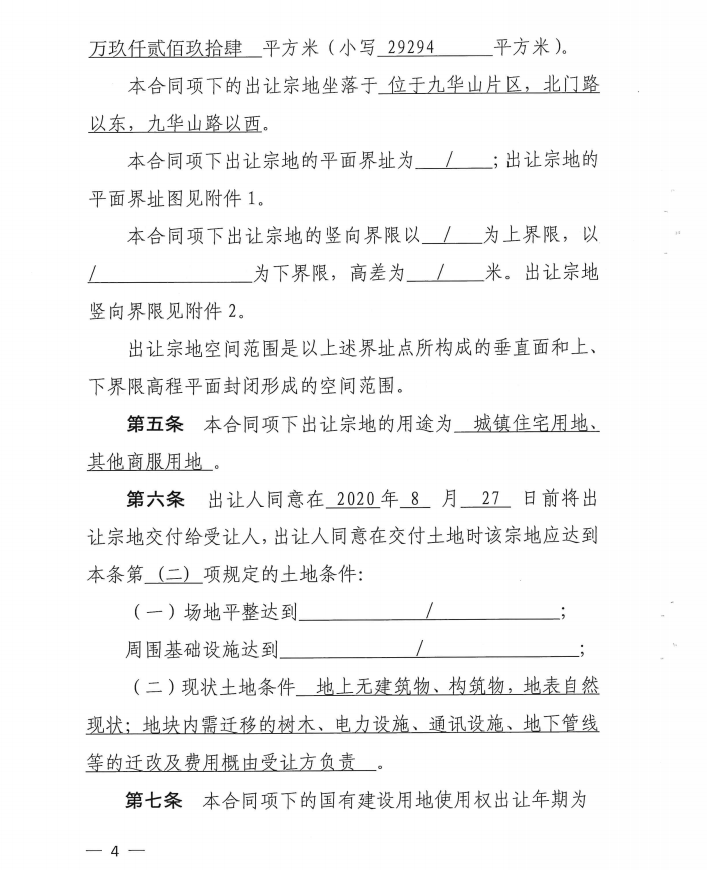 万玖仟贰佰玖拾肆 平方米（小写 29294 平方米）。
本合同项下的出让宗地坐落于 位于九华山片区，北门路
以东，九华山路以西。
本合同项下出让宗地的平面界址为 / ；出让宗地的
平面界址图见附件 1。
本合同项下出让宗地的竖向界限以 / 为上界限，以
/ 为下界限，高差为 / 米。出让宗地
竖向界限见附件 2。
出让宗地空间范围是以上述界址点所构成的垂直面和上、
下界限高程平面封闭形成的空间范围。
第五条 本合同项下出让宗地的用途为 城镇住宅用地、
其他商服用地 。
第六条 出让人同意在 2020 年 8 月 27 日前将出
让宗地交付给受让人，出让人同意在交付土地时该宗地应达到
本条第 （二） 项规定的土地条件：
（一）场地平整达到 / ；
周围基础设施达到 / ；
（二）现状土地条件 地上无建筑物、构筑物，地表自然
现状；地块内需迁移的树木、电力设施、通讯设施、地下管线
等的迁改及费用概由受让方负责 。
第七条 本合同项下的国有建设用地使用权出让年期为
— 4 —